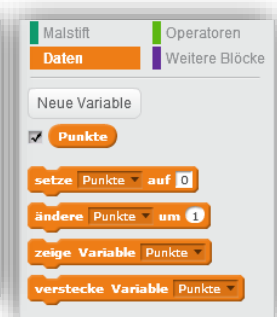 Malstift Operatoren
Daten Weitere Blöcke
Neue Variable
Punkte
setze Punkte auf 0
ändere Punkte um 1
zeige Variable Punkte
verstecke Variable Punkte